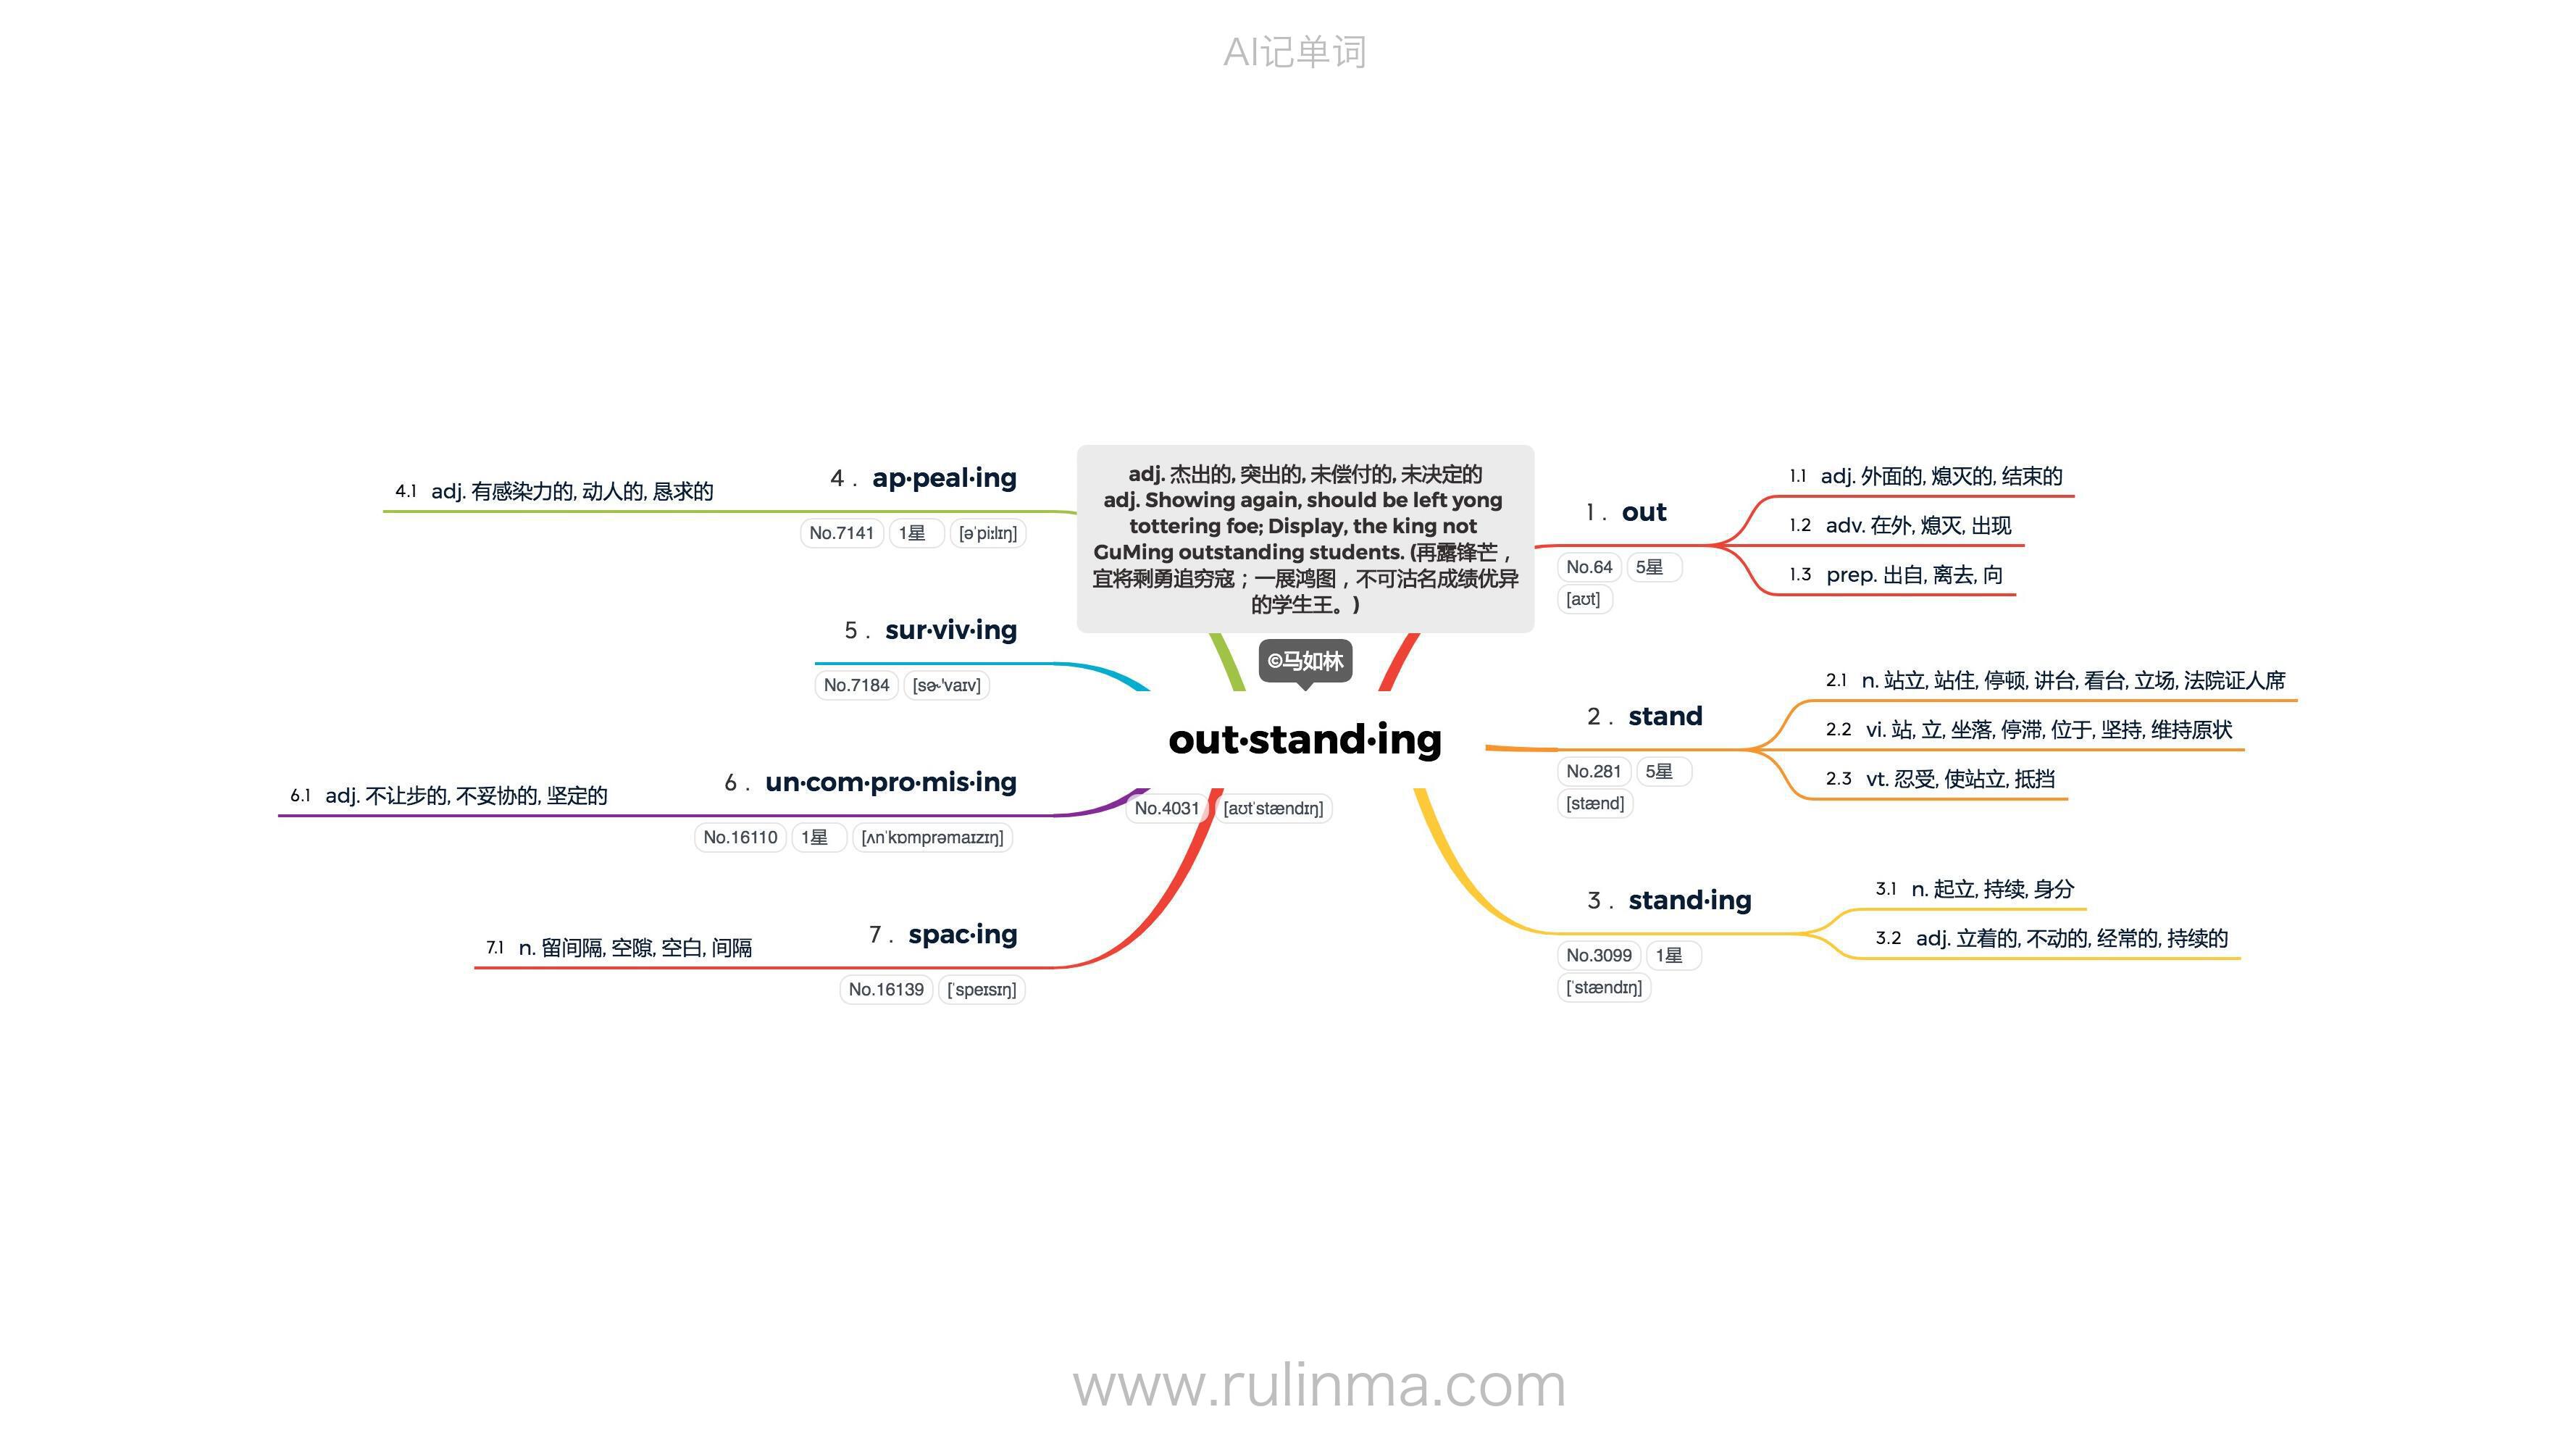 AI记单词
adj. 杰出的, 突出的, 未偿付的, 未决定的
adj. Showing again, should be left yong
tottering foe; Display, the king not
GuMing outstanding students. (再露锋芒，
宜将剩勇追穷寇；一展鸿图，不可沽名成绩优异
的学生王。)
©马如林
out·stand·ing
No.4031 [aʊtˈstændɪŋ]
1. out
No.64 5星
[aʊt]
1.1 adj. 外面的, 熄灭的, 结束的
1.2 adv. 在外, 熄灭, 出现
1.3 prep. 出自, 离去, 向
2. stand
No.281 5星
[stænd]
2.1 n. 站立, 站住, 停顿, 讲台, 看台, 立场, 法院证人席
2.2 vi. 站, 立, 坐落, 停滞, 位于, 坚持, 维持原状
2.3 vt. 忍受, 使站立, 抵挡
3. stand·ing
No.3099 1星
[ˈstændɪŋ]
3.1 n. 起立, 持续, 身分
3.2 adj. 立着的, 不动的, 经常的, 持续的
4. ap·peal·ing
No.7141 1星 [əˈpiːlɪŋ]
4.1 adj. 有感染力的, 动人的, 恳求的
5. sur·viv·ing
No.7184 [sɚ'vaɪv]
6. un·com·pro·mis·ing
No.16110 1星 [ʌnˈkɒmprəmaɪzɪŋ]
6.1 adj. 不让步的, 不妥协的, 坚定的
7. spac·ing
No.16139 [ˈspeɪsɪŋ]
7.1 n. 留间隔, 空隙, 空白, 间隔
www.rulinma.com